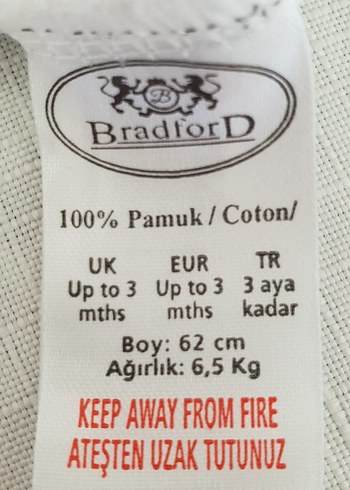 B
BradforD
100% Pamuk / Coton/
UK EUR TR
Up to 3 Up to 3 3 aya
mths mths kadar
Boy: 62 cm
Ağırlık: 6,5 Kg
KEEP AWAY FROM FIRE
ATEŞTEN UZAK TUTUNUZ